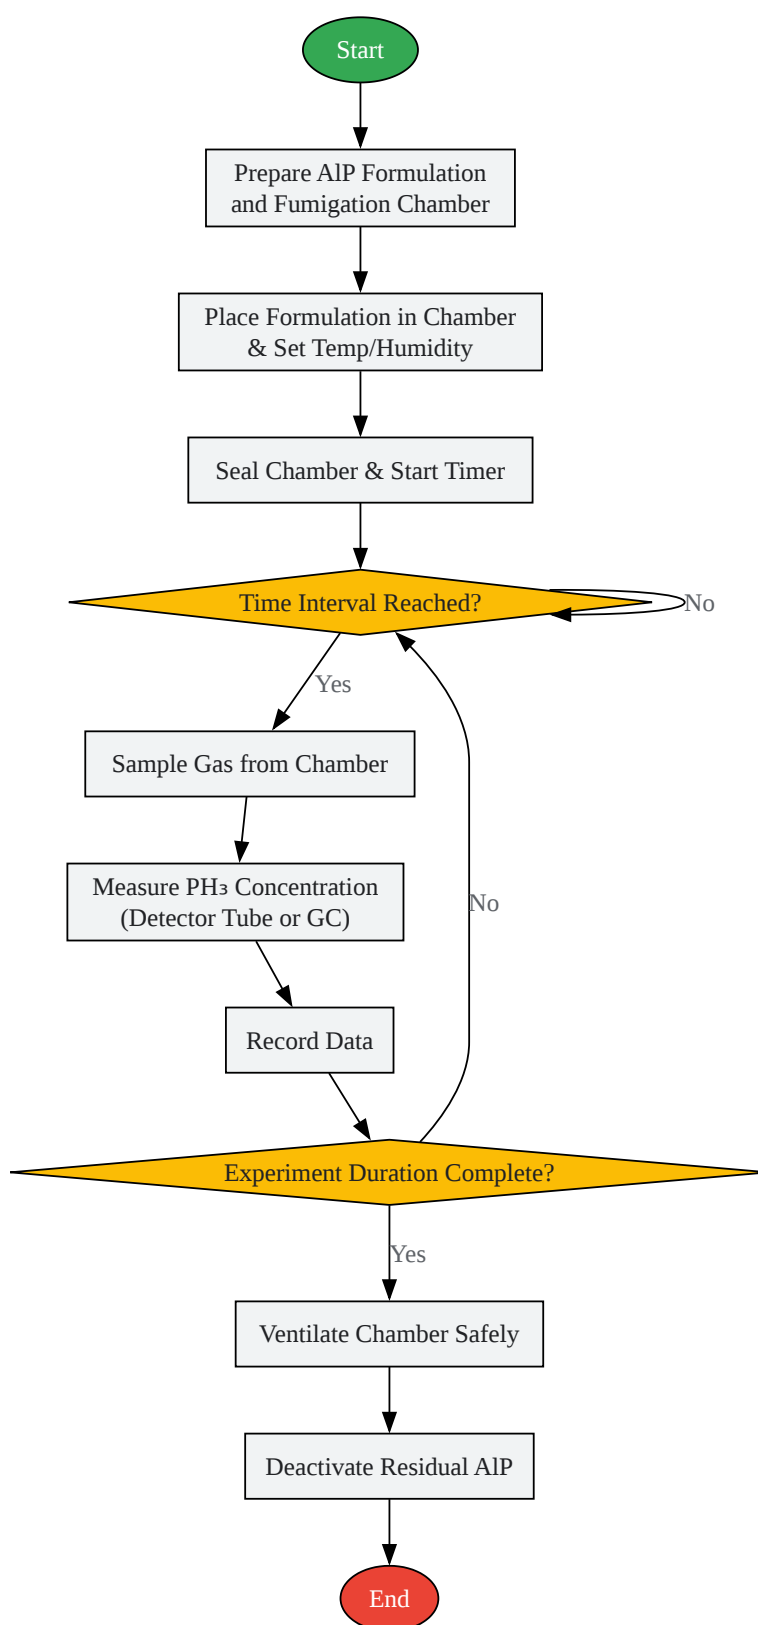 Start
Prepare AlP Formulation
and Fumigation Chamber
Place Formulation in Chamber
& Set Temp/Humidity
Seal Chamber & Start Timer
Time Interval Reached?
No
Yes
Sample Gas from Chamber
Measure PH₃ Concentration
(Detector Tube or GC)
No
Record Data
Experiment Duration Complete?
Yes
Ventilate Chamber Safely
Deactivate Residual AlP
End